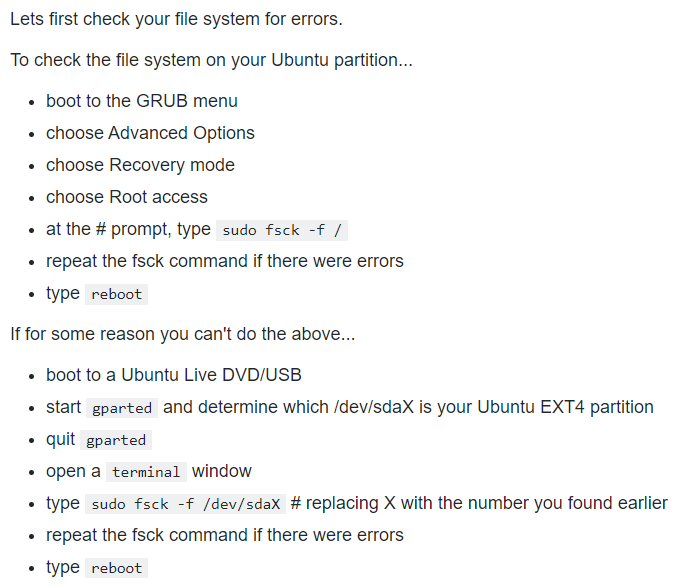 Lets first check your file system for errors.
To check the file system on your Ubuntu partition...
• boot to the GRUB menu
• choose Advanced Options
• choose Recovery mode
• choose Root access
• at the # prompt, type sudo fsck -f /
• repeat the fsck command if there were errors
• type reboot
If for some reason you can't do the above...
• boot to a Ubuntu Live DVD/USB
• start gparted and determine which /dev/sdaX is your Ubuntu EXT4 partition
• quit gparted
• open a terminal window
• type sudo fsck -f /dev/sdaX # replacing X with the number you found earlier
• repeat the fsck command if there were errors
• type reboot